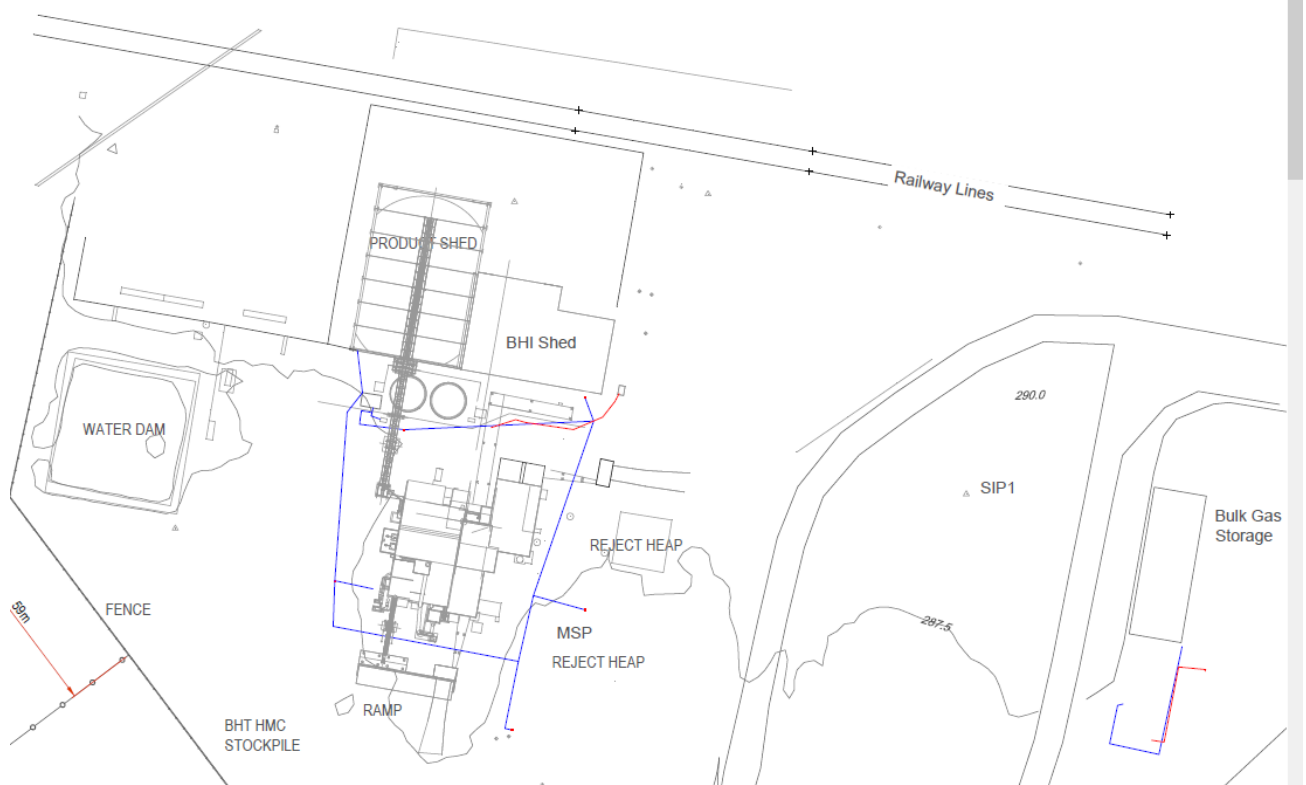 Railway Lines
PRODUCT SHED
BHI Shed
290.0
WATER DAM
SIP1
Bulk Gas
Storage
REJECT HEAP
59m
FENCE
287.5
MSP
REJECT HEAP
RAMP
BHT HMC
STOCKPILE